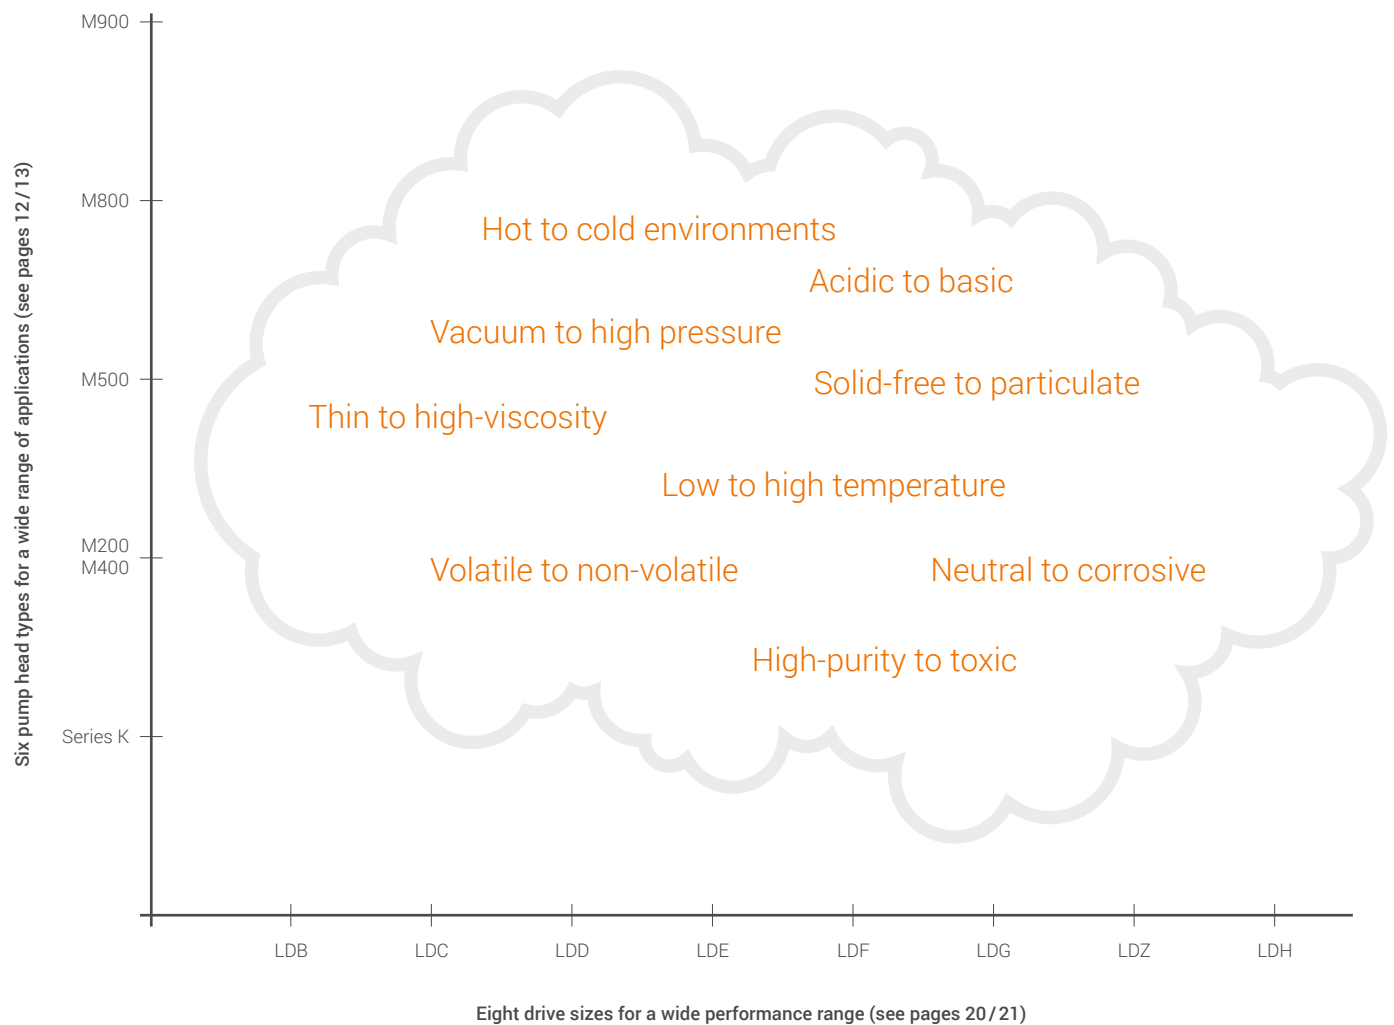 M900
M800
M500
M200
M400
Series K
Six pump head types for a wide range of applications (see pages 12/13)
Hot to cold environments
Acidic to basic
Vacuum to high pressure
Solid-free to particulate
Thin to high-viscosity
Low to high temperature
Volatile to non-volatile
Neutral to corrosive
High-purity to toxic
LDB LDC LDD LDE LDF LDG LDZ LDH
Eight drive sizes for a wide performance range (see pages 20/21)